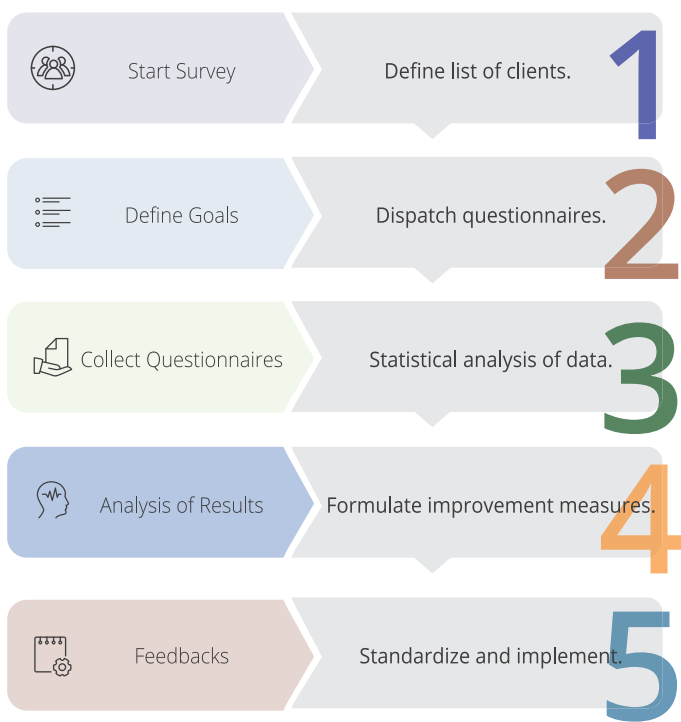 Start Survey
Define list of clients.
1
Define Goals
Dispatch questionnaires.
2
Collect Questionnaires
Statistical analysis of data.
3
Analysis of Results
Formulate improvement measures.
4
Feedbacks
Standardize and implement.
5